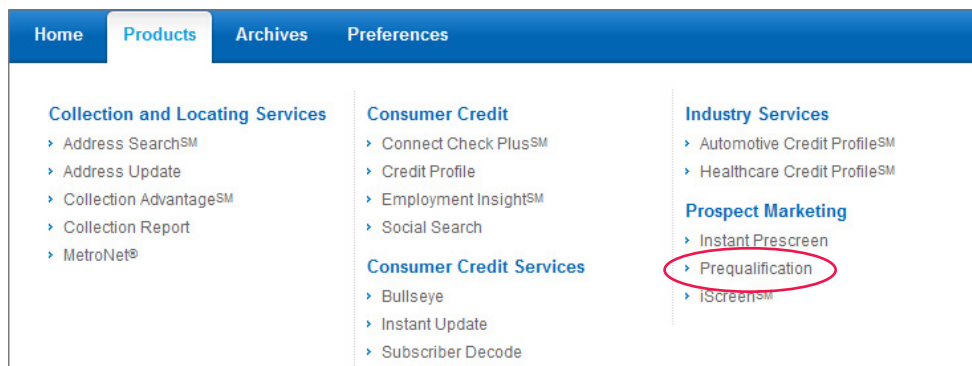 Home Products Archives Preferences
Collection and Locating Services
Address Search℠
Address Update
Collection Advantage℠
Collection Report
MetroNet®
Consumer Credit
Connect Check Plus℠
Credit Profile
Employment Insight℠
Social Search
Consumer Credit Services
Bullseye
Instant Update
Subscriber Decode
Industry Services
Automotive Credit Profile℠
Healthcare Credit Profile℠
Prospect Marketing
Instant Prescreen
Prequalification
iScreen℠